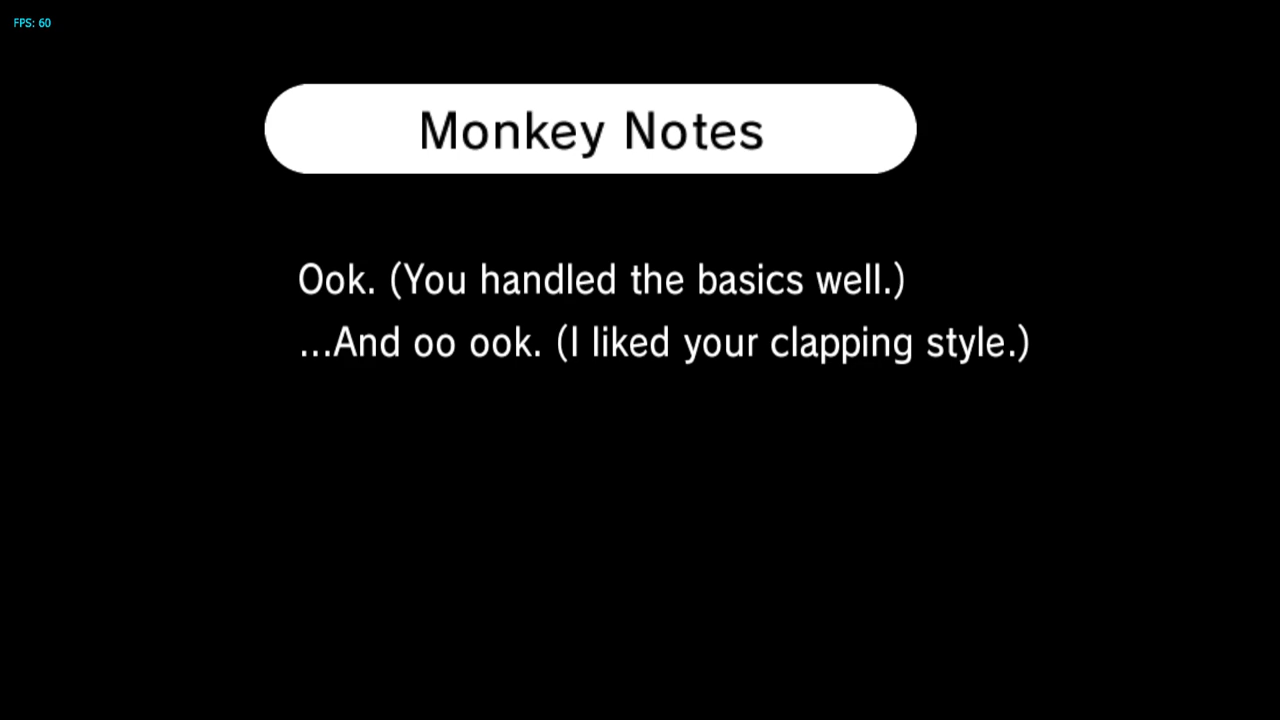 FPS: 60
Monkey Notes
Ook. (You handled the basics well.)
...And oo ook. (I liked your clapping style.)